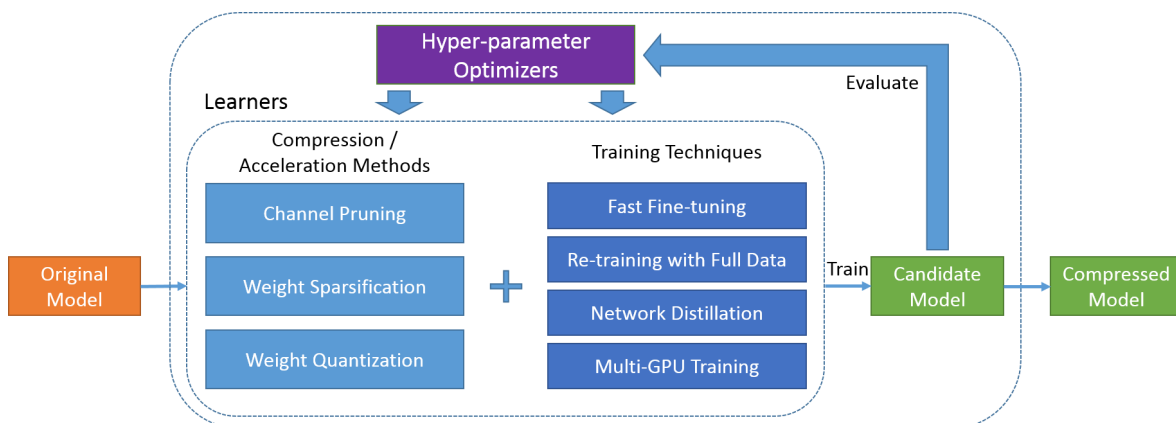 Hyper-parameter
Optimizers
Evaluate
Learners
Compression /
Acceleration Methods
Training Techniques
Channel Pruning
Weight Sparsification
Weight Quantization
Fast Fine-tuning
Re-training with Full Data
Network Distillation
Multi-GPU Training
Original
Model
Train
Candidate
Model
Compressed
Model